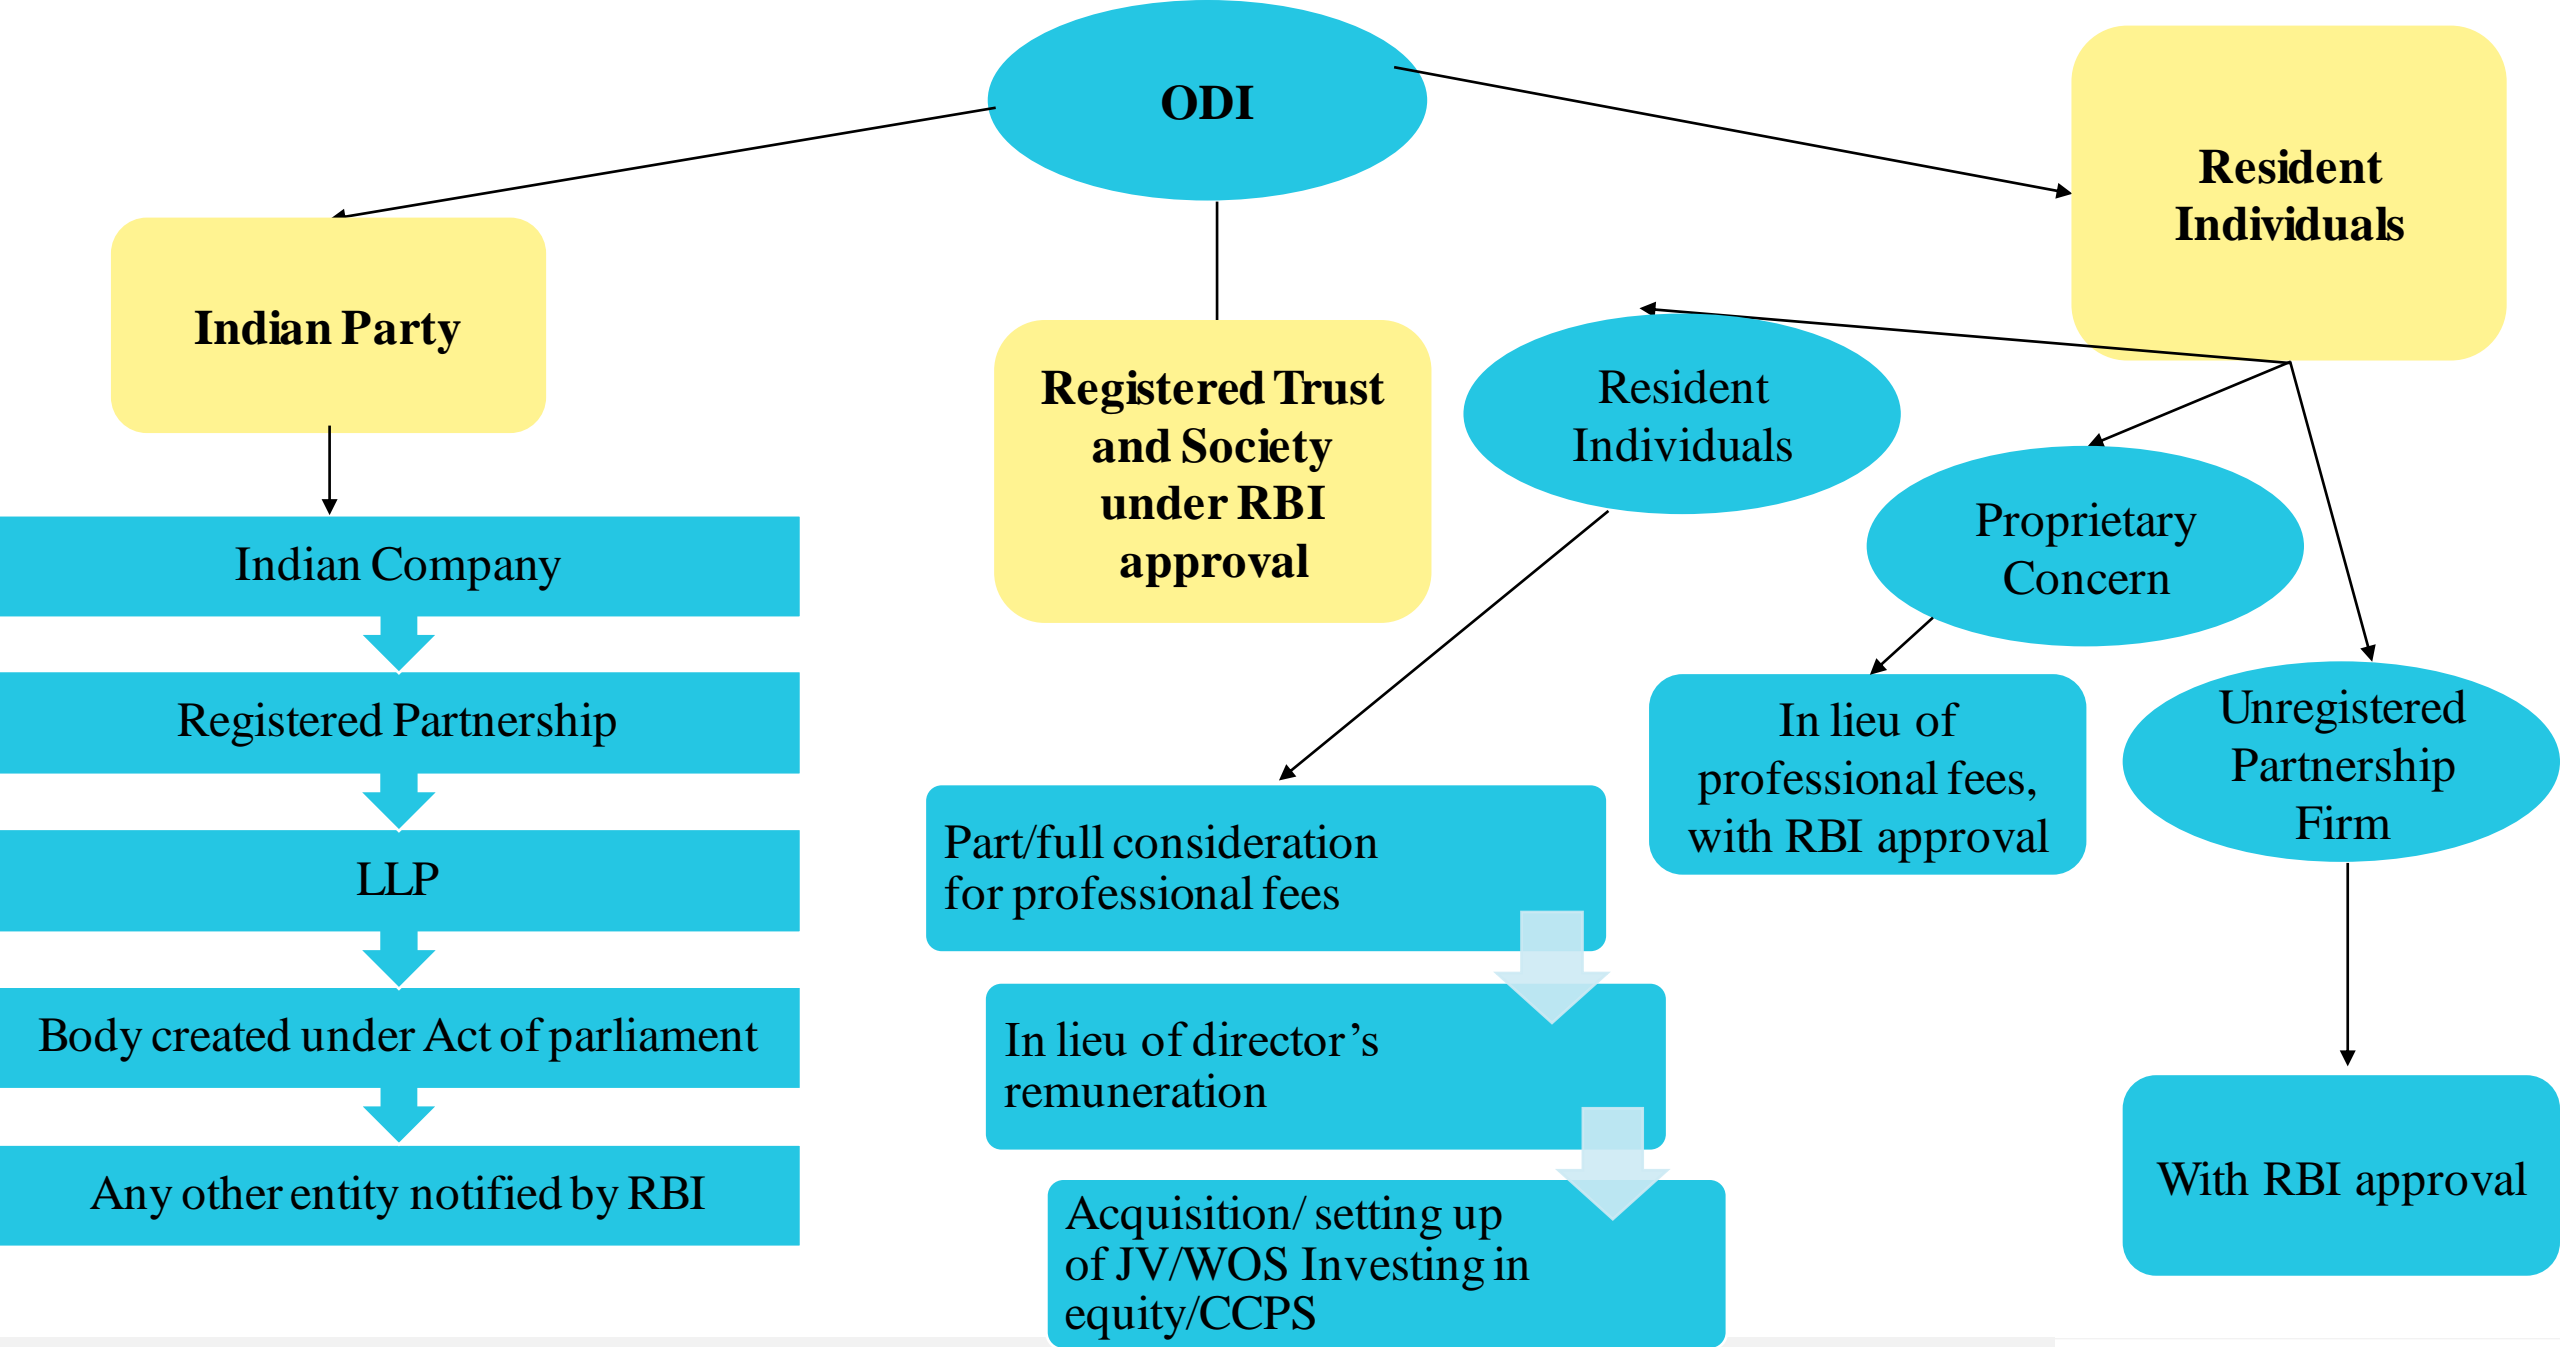 ODI
Resident
Individuals
Indian Party
Registered Trust
and Society
under RBI
approval
Resident
Individuals
Proprietary
Concern
Unregistered
Partnership
Firm
Indian Company
Registered Partnership
LLP
Body created under Act of parliament
Any other entity notified by RBI
Part/full consideration
for professional fees
In lieu of director’s
remuneration
Acquisition/ setting up
of JV/WOS Investing in
equity/CCPS
In lieu of
professional fees,
with RBI approval
With RBI approval